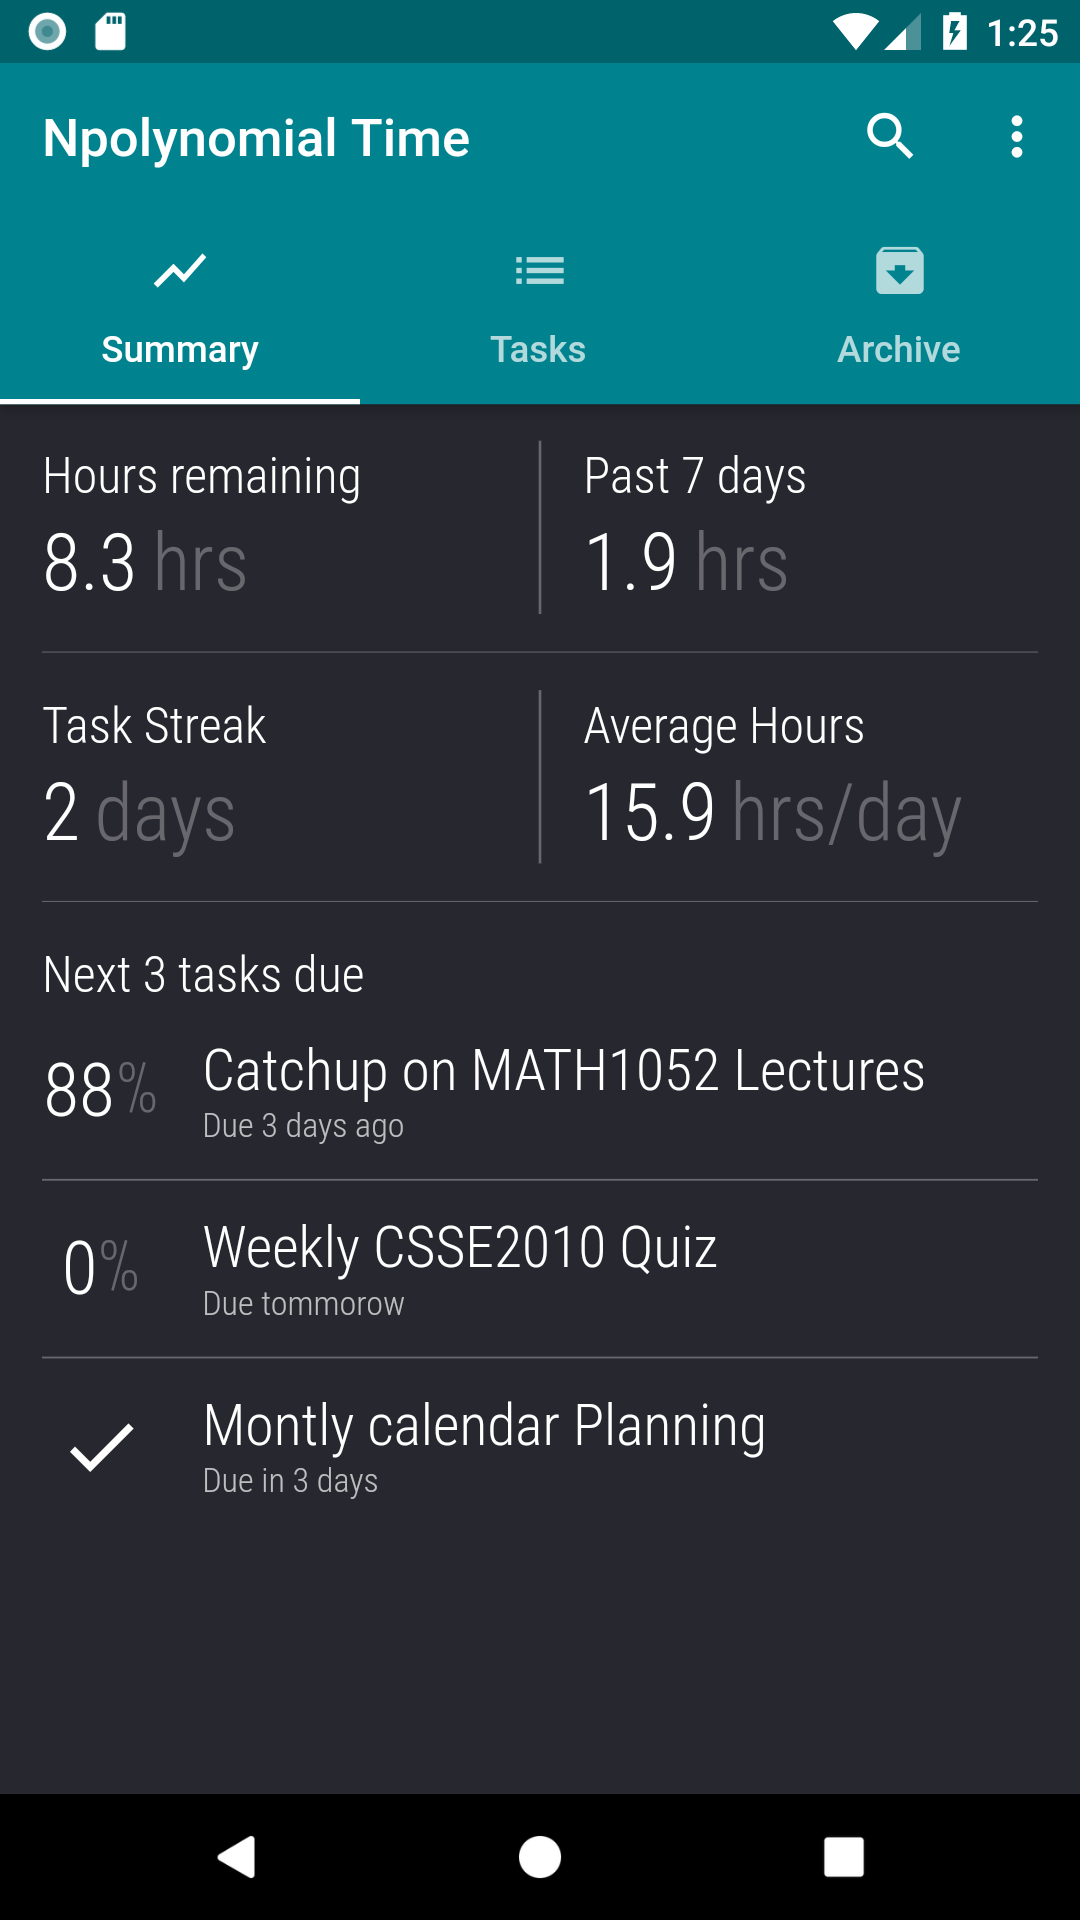 1:25
Npolynomial Time
Summary
Tasks
Archive
Hours remaining
8.3 hrs
Past 7 days
1.9 hrs
Task Streak
2 days
Average Hours
15.9 hrs/day
Next 3 tasks due
88%
Catchup on MATH1052 Lectures
Due 3 days ago
0%
Weekly CSSE2010 Quiz
Due tommorow
Montly calendar Planning
Due in 3 days